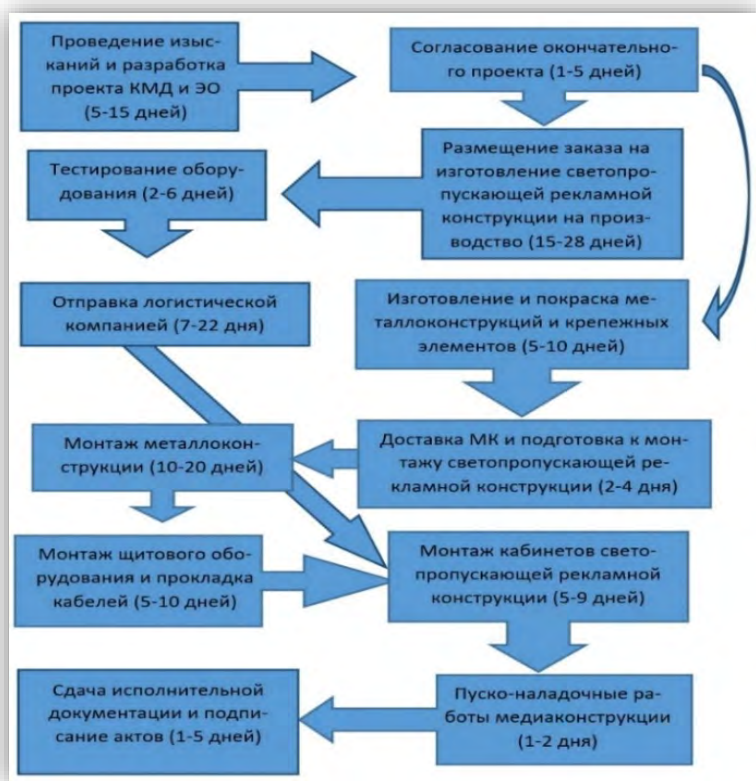 Проведение изыс-
каний и разработка
проекта КМД и ЭО
(5-15 дней)
Согласование окончательно-
го проекта (1-5 дней)
Размещение заказа на
изготовление светопро-
пускающей рекламной
конструкции на произ-
водство (15-28 дней)
Тестирование обору-
дования (2-6 дней)
Отправка логистической
компанией (7-22 дня)
Изготовление и покраска ме-
таллоконструкций и крепежных
элементов (5-10 дней)
Доставка МК и подготовка к мон-
тажу светопропускающей ре-
кламной конструкции (2-4 дня)
Монтаж металлокон-
струкции (10-20 дней)
Монтаж щитового обо-
рудования и прокладка
кабелей (5-10 дней)
Монтаж кабинетов свето-
пропускающей рекламной
конструкции (5-9 дней)
Пуско-наладочные ра-
боты медиаконструкции
(1-2 дня)
Сдача исполнительной
документации и подпи-
сание актов (1-5 дней)